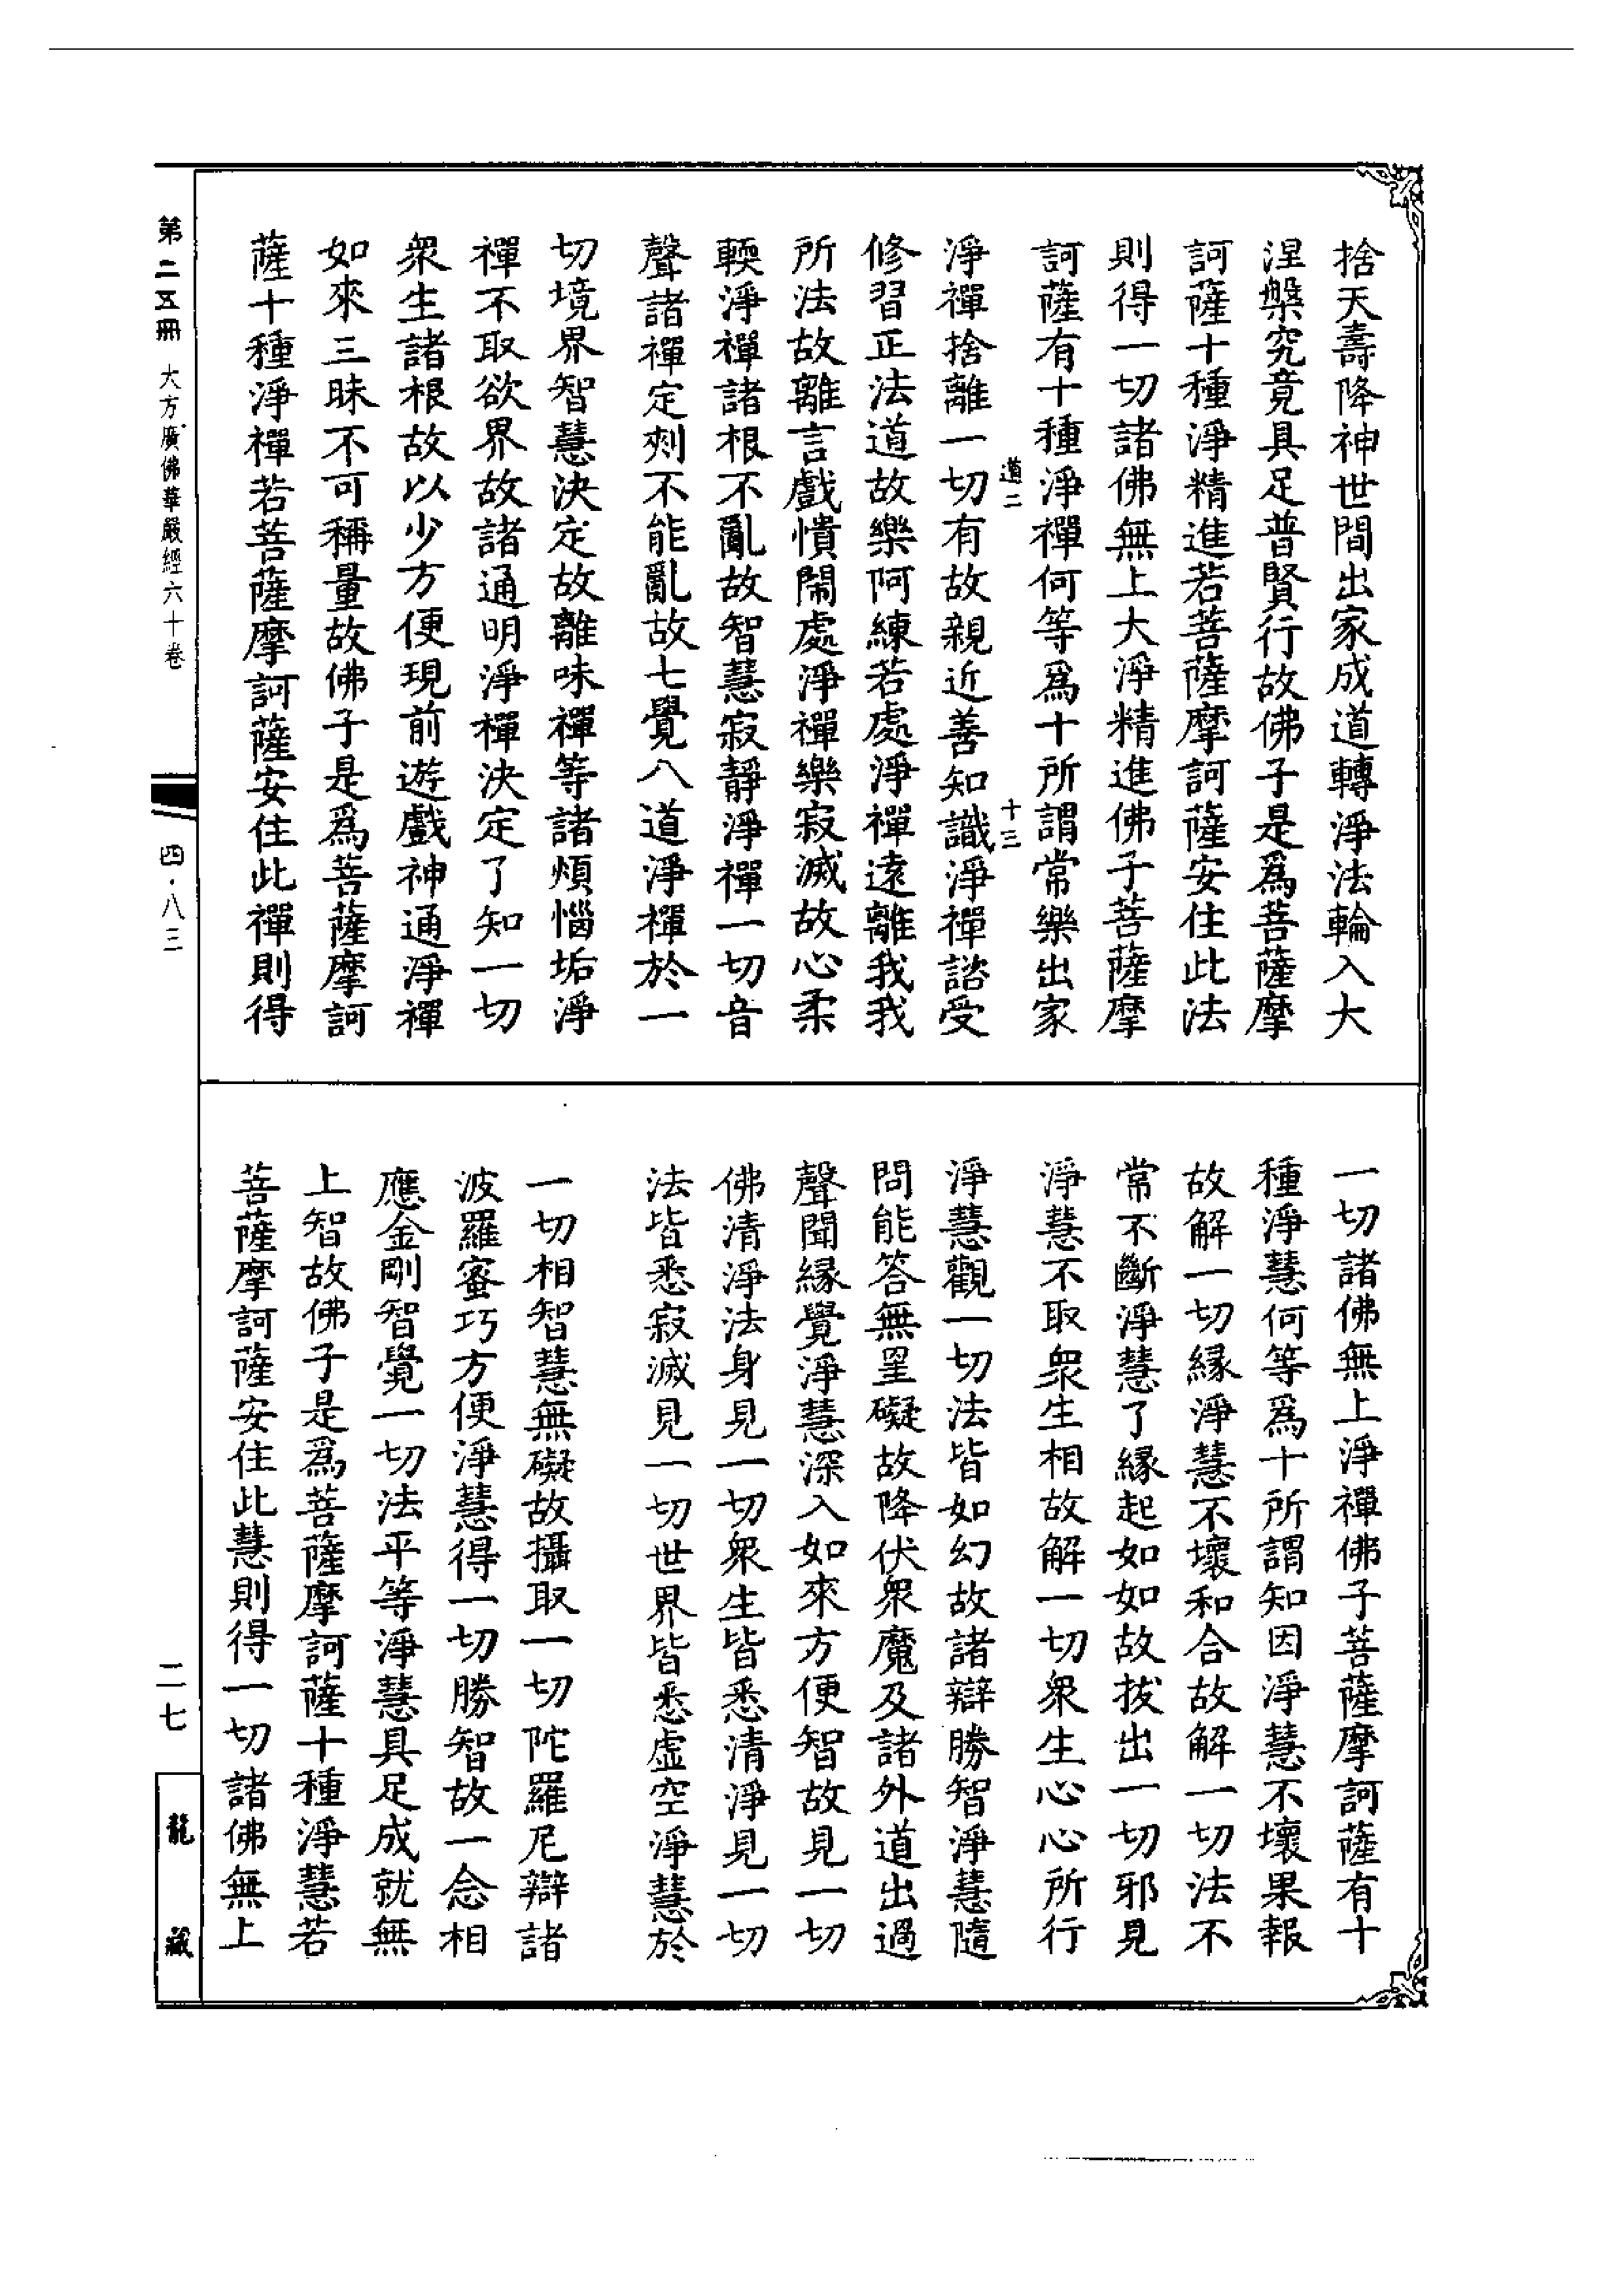 捨天壽降神世間出家成道轉淨法輪入大
涅槃究竟具足普賢行故佛子是爲菩薩摩
訶薩十種淨精進若菩薩摩訶薩安住此法
則得一切諸佛無上大淨精進佛子菩薩摩
訶薩有十種淨禪何等爲十所謂常樂出家
道二
十三
淨禪捨離一切有故親近善知識淨禪諮受
修習正法道故樂阿練若處淨禪遠離我我
所法故離言戲憒閙處淨禪樂寂滅故心柔
輭淨禪諸根不亂故智慧寂靜淨禪一切音
聲諸禪定刺不能亂故七覺八道淨禪於一
切境界智慧決定故離味禪等諸煩惱垢淨
禪不取欲界故諸通明淨禪決定了知一切
衆生諸根故以少方便現前遊戲神通淨禪
如來三昧不可稱量故佛子是爲菩薩摩訶
薩十種淨禪若菩薩摩訶薩安住此禪則得
一切諸佛無上淨禪佛子菩薩摩訶薩有十
種淨慧何等爲十所謂知因淨慧不壞果報
故解一切緣淨慧不壞和合故解一切法不
常不斷淨慧了緣起如如故拔出一切邪見
淨慧不取衆生相故解一切衆生心心所行
淨慧觀一切法皆如幻故諸辯勝智淨慧隨
問能答無罣礙故降伏衆魔及諸外道出過
聲聞緣覺淨慧深入如來方便智故見一切
佛清淨法身見一切衆生皆悉清淨見一切
法皆悉寂滅見一切世界皆悉虛空淨慧於
一切相智慧無礙故攝取一切陀羅尼辯諸
波羅蜜巧方便淨慧得一切勝智故一念相
應金剛智覺一切法平等淨慧具足成就無
上智故佛子是爲菩薩摩訶薩十種淨慧若
菩薩摩訶薩安住此慧則得一切諸佛無上
第二五冊 大方廣佛華嚴經六十卷
四・八三
二七
龍藏